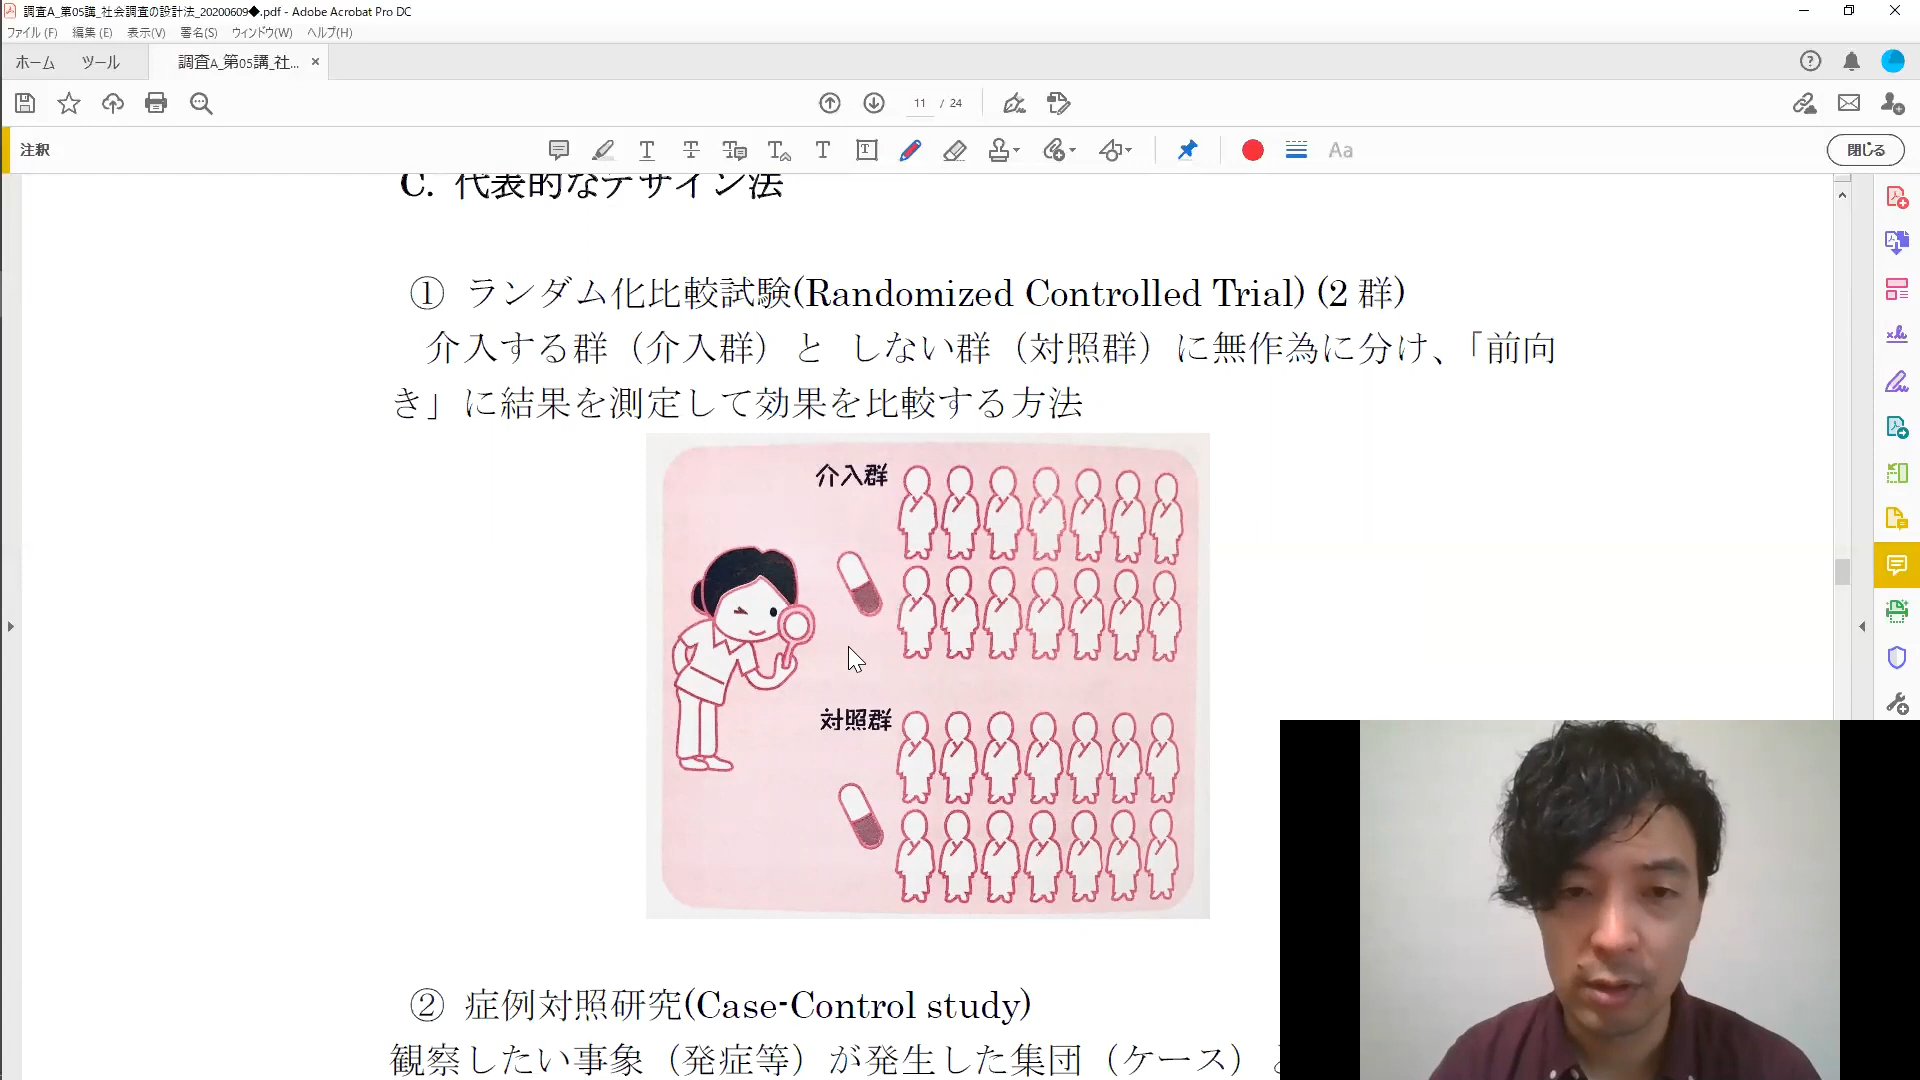 調査A_第05講_社会調査の設計法_20200609◆.pdf - Adobe Acrobat Pro DC
ファイル(F) 編集(E) 表示(V) 署名(S) ウィンドウ(W) ヘルプ(H)
ホーム ツール 調査A_第05講_社... ×
11 / 24
注釈 Aa 閉じる
C. 代表的なデザイン法
① ランダム化比較試験(Randomized Controlled Trial) (2 群)
介入する群（介入群）と しない群（対照群）に無作為に分け、「前向
き」に結果を測定して効果を比較する方法
介入群
対照群
② 症例対照研究(Case-Control study)
観察したい事象（発症等）が発生した集団（ケース）